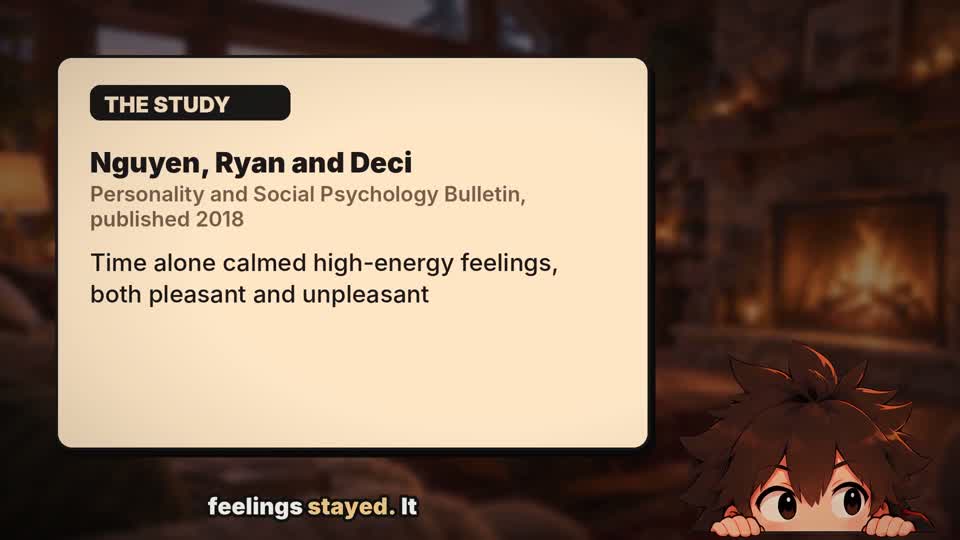 THE STUDY
Nguyen, Ryan and Deci
Personality and Social Psychology Bulletin,
published 2018
Time alone calmed high-energy feelings,
both pleasant and unpleasant
feelings stayed. It